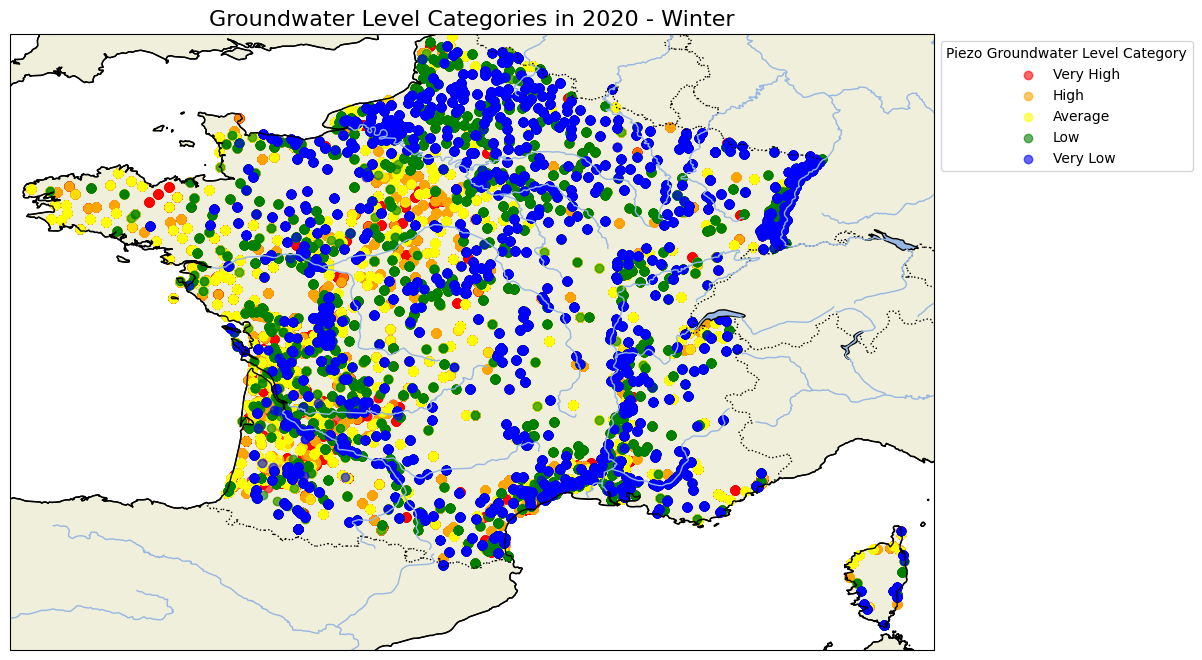 Groundwater Level Categories in 2020 - Winter
Piezo Groundwater Level Category
Very High
High
Average
Low
Very Low